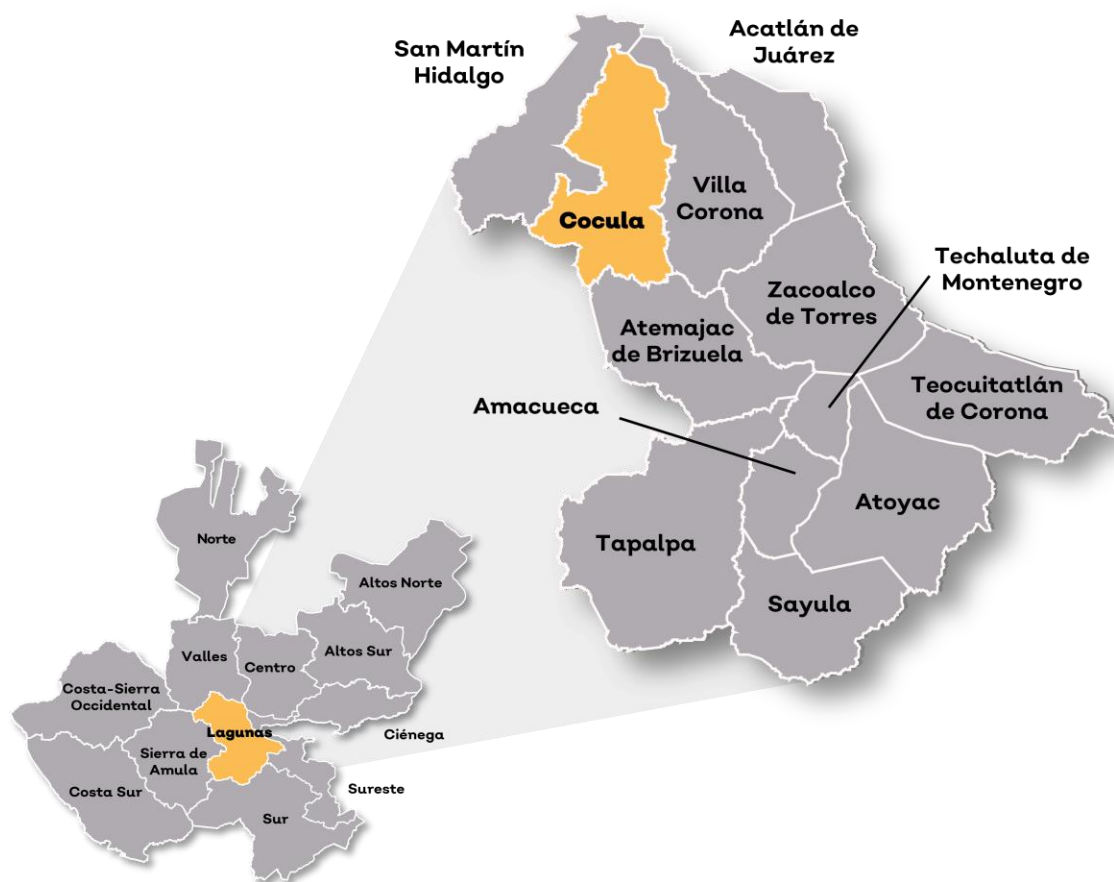 San Martín
Hidalgo
Acatlán de
Juárez
Villa
Corona
Cocula
Techaluta de
Montenegro
Zacoalco
de Torres
Atemajac
de Brizuela
Teocuitatlán
de Corona
Amacueca
Atoyac
Tapalpa
Sayula
Norte
Altos Norte
Valles
Centro
Altos Sur
Costa-Sierra
Occidental
Lagunas
Ciénega
Sierra de
Amula
Costa Sur
Sureste
Sur